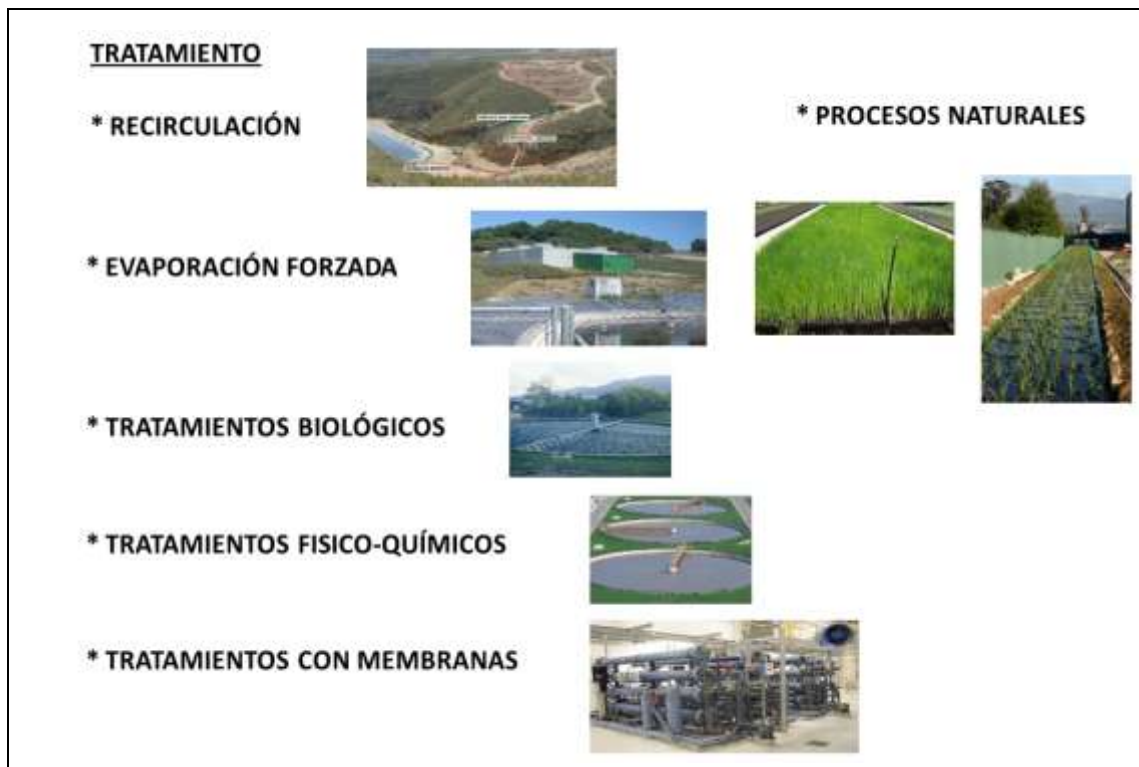 TRATAMIENTO
* RECIRCULACIÓN
* PROCESOS NATURALES
* EVAPORACIÓN FORZADA
* TRATAMIENTOS BIOLÓGICOS
* TRATAMIENTOS FISICO-QUÍMICOS
* TRATAMIENTOS CON MEMBRANAS